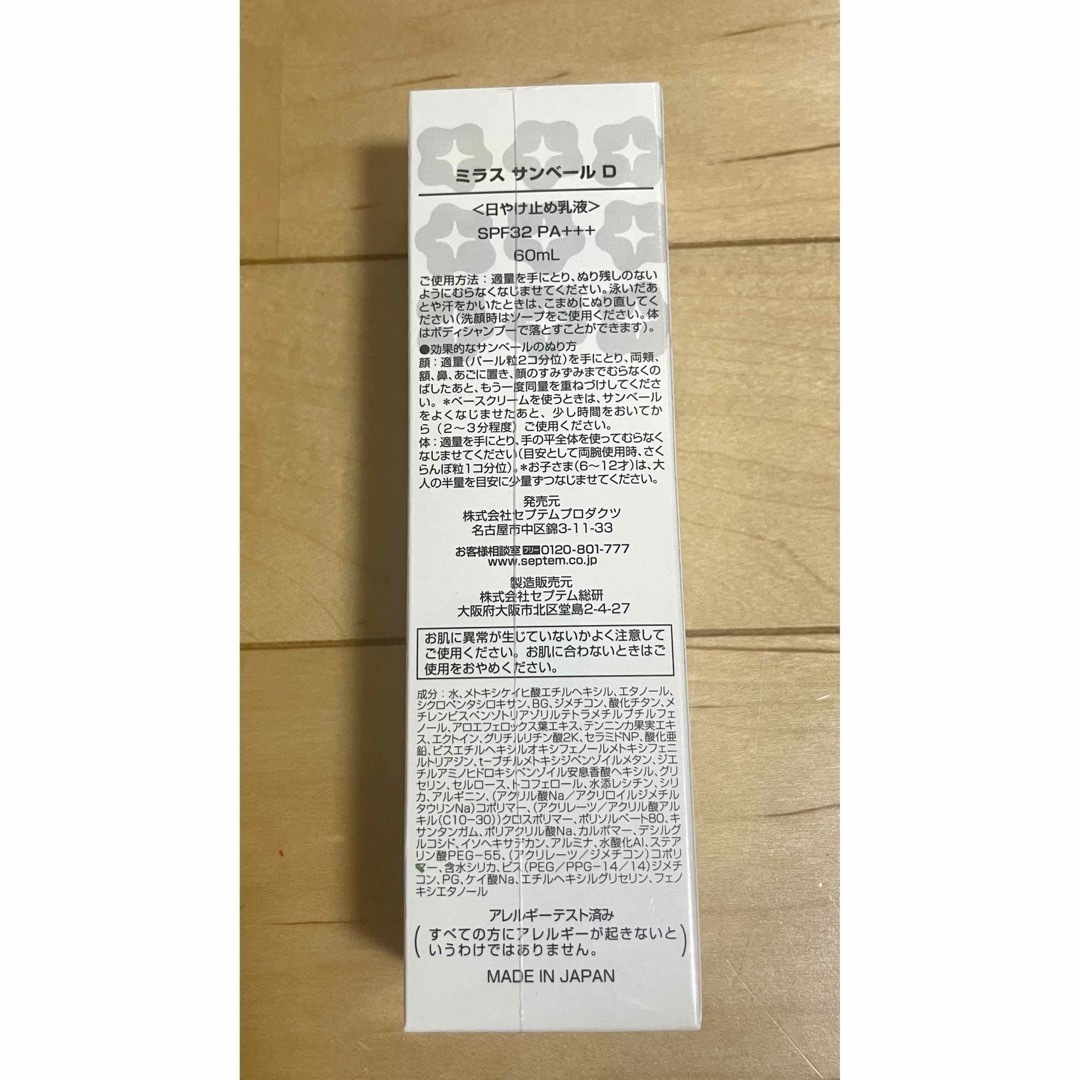 ミラス サンベール D
＜日やけ止め乳液＞
SPF32 PA+++
60mL
ご使用方法：適量を手にとり、ぬり残しのない
ようにむらなくなじませてください。泳いだあ
とや汗をかいたときは、こまめにぬり直してく
ださい（洗顔時はソープをご使用ください。体
はボディシャンプーで落とすことができます）。
●効果的なサンベールのぬり方
顔：適量（パール粒2コ分位）を手にとり、両頬、
額、鼻、あごに置き、顔のすみずみまでむらなくの
ばしたあと、もう一度同量を重ねづけしてくださ
い。＊ベースクリームを使うときは、サンベール
をよくなじませたあと、少し時間をおいてか
ら（2〜3分程度）ご使用ください。
体：適量を手にとり、手の平全体を使ってむらなく
なじませてください（目安として両腕使用時、さく
らんぼ粒1コ分位）。＊お子さま（6〜12才）は、大
人の半量を目安に少量ずつなじませてください。
発売元
株式会社セプテムプロダクツ
名古屋市中区錦3-11-33
お客様相談室 フリー 0120-801-777
www.septem.co.jp
製造販売元
株式会社セプテム総研
大阪府大阪市北区堂島2-4-27
お肌に異常が生じていないかよく注意して
ご使用ください。お肌に合わないときはご
使用をおやめください。
成分：水、メトキシケイヒ酸エチルヘキシル、エタノール、
シクロペンタシロキサン、BG、ジメチコン、酸化チタン、メ
チレンビスベンゾトリアゾリルテトラメチルブチルフェ
ノール、アロエフェロックス葉エキス、テンニンカ果実エキ
ス、エクトイン、グリチルリチン酸2K、セラミドNP、酸化亜
鉛、ビスエチルヘキシルオキシフェノールメトキシフェニ
ルトリアジン、t-ブチルメトキシジベンゾイルメタン、ジエ
チルアミノヒドロキシベンゾイル安息香酸ヘキシル、グリ
セリン、セルロース、トコフェロール、水添レシチン、シリ
カ、アルギニン、（アクリル酸Na／アクリロイルジメチル
タウリンNa）コポリマー、（アクリレーツ／アクリル酸アル
キル（C10-30））クロスポリマー、ポリソルベート80、キ
サンタンガム、ポリアクリル酸Na、カルボマー、デシルグ
ルコシド、イソヘキサデカン、アルミナ、水酸化Al、ステア
リン酸PEG-55、（アクリレーツ／ジメチコン）コポリ
マー、含水シリカ、ビス（PEG／PPG-14／14）ジメチ
コン、PG、ケイ酸Na、エチルヘキシルグリセリン、フェノ
キシエタノール
アレルギーテスト済み
（すべての方にアレルギーが起きないと
いうわけではありません。）
MADE IN JAPAN